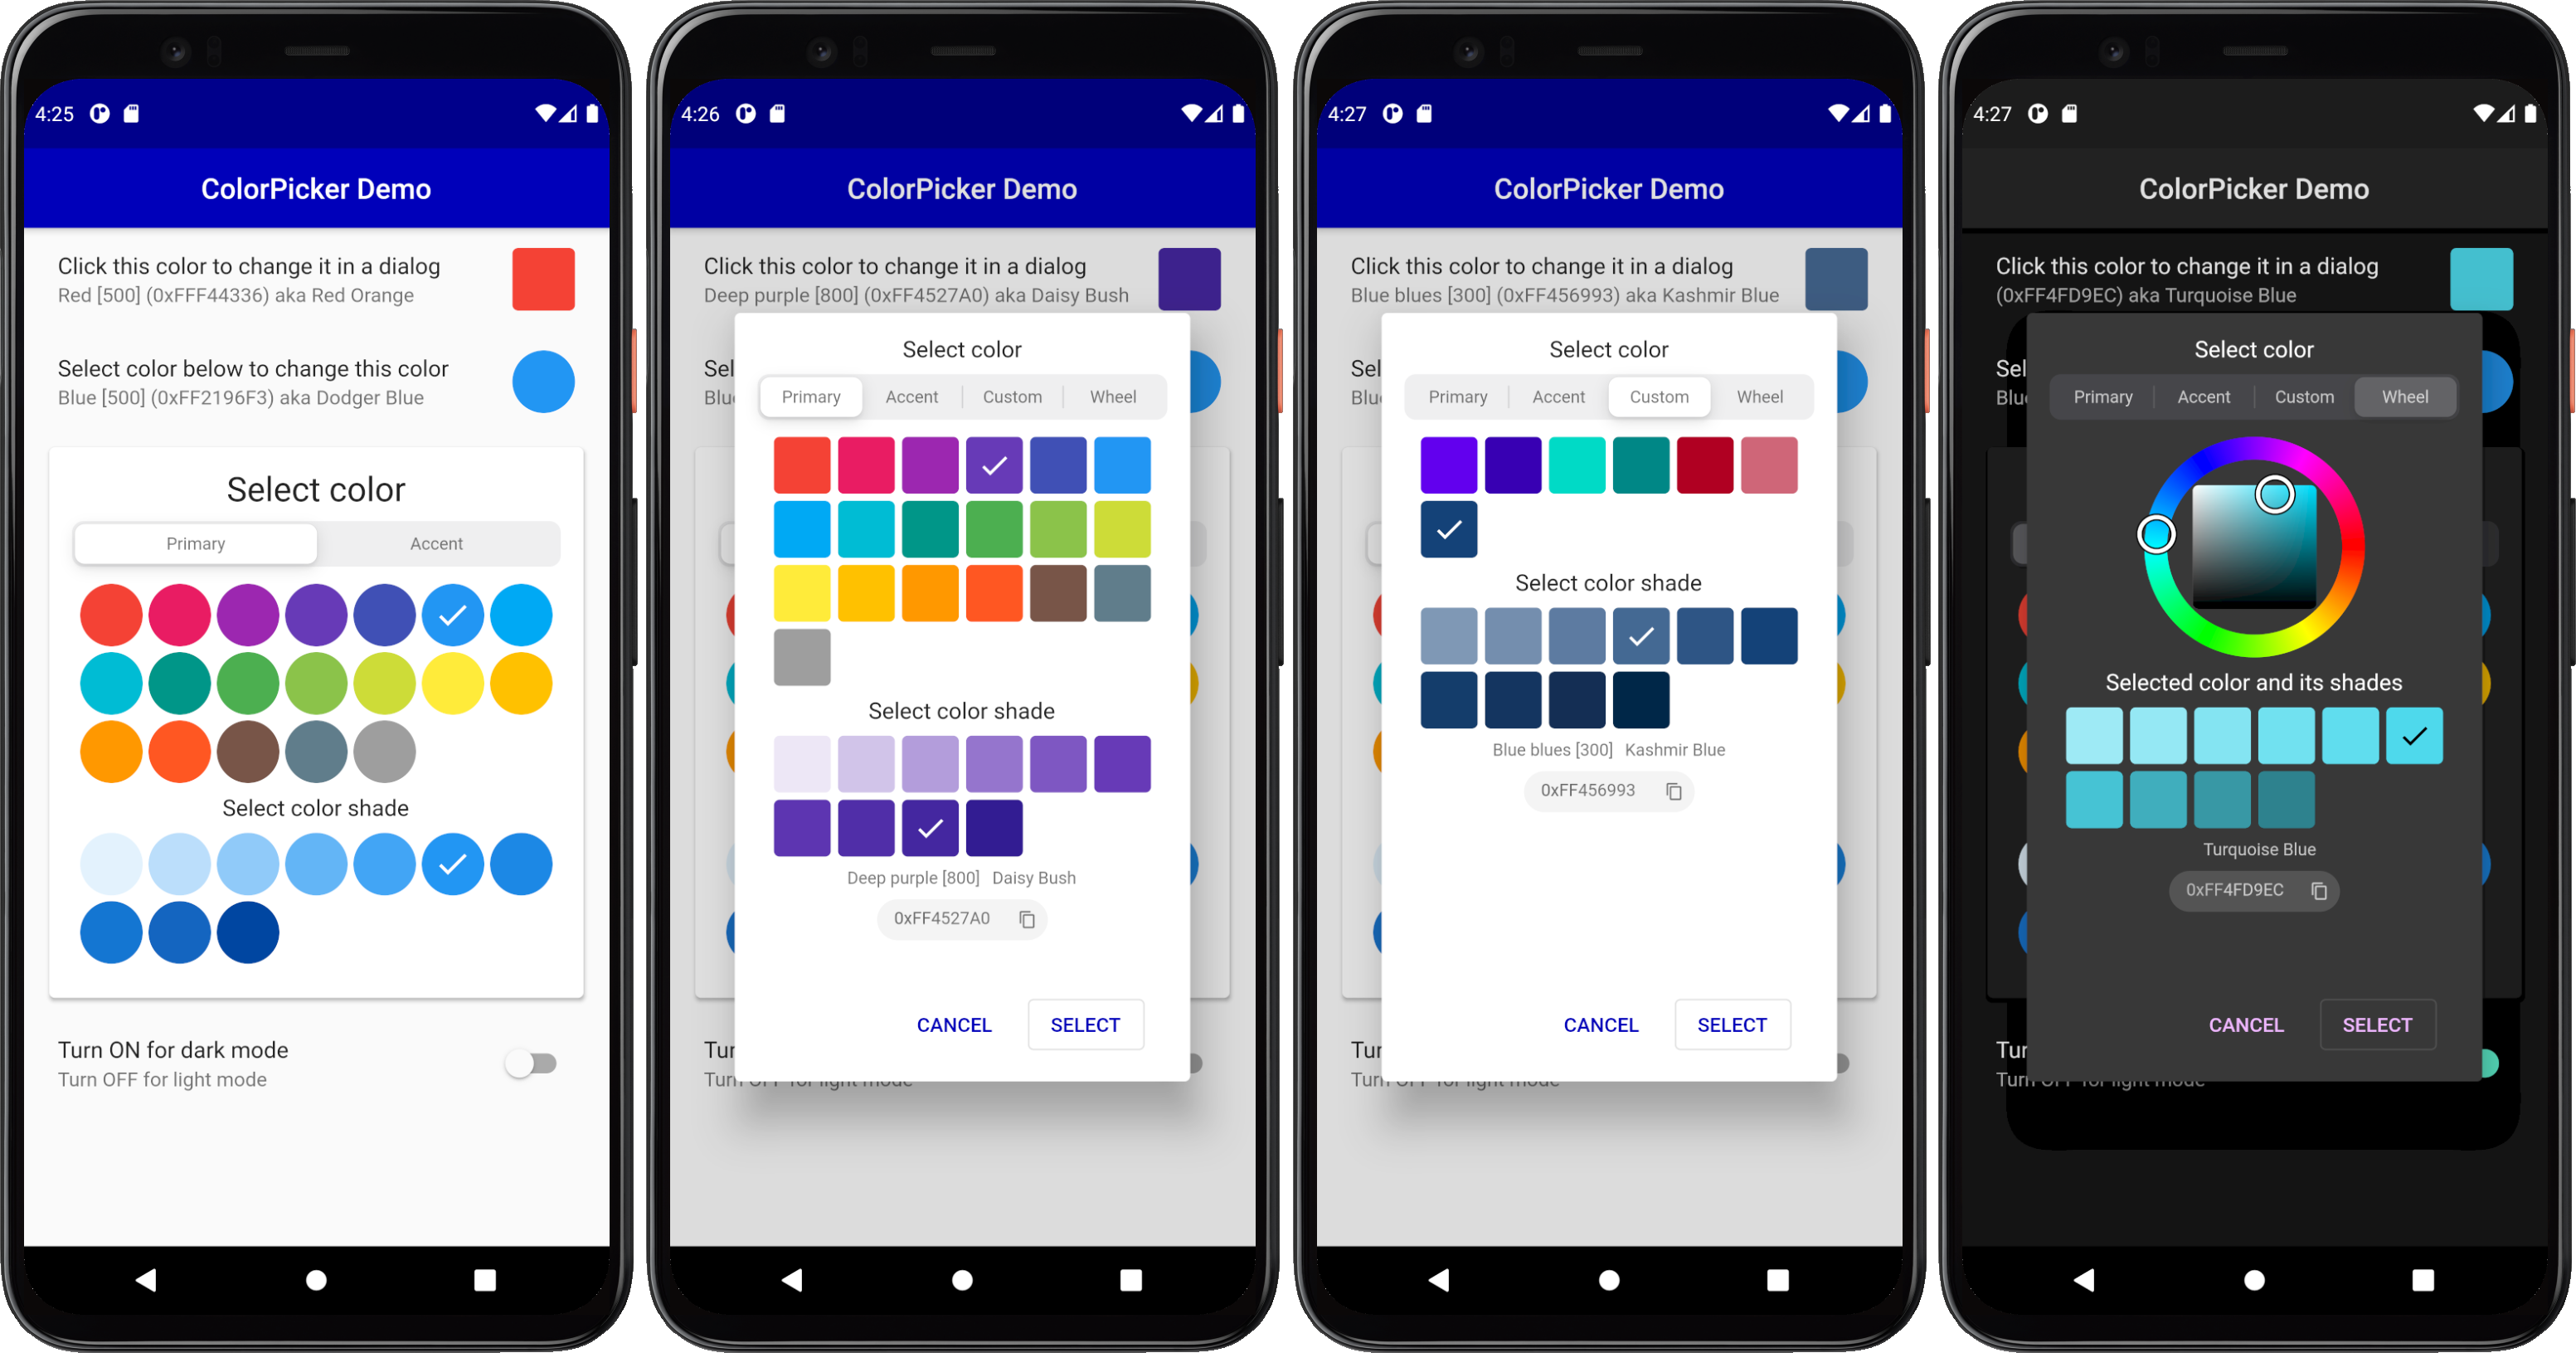 4:25
ColorPicker Demo
Click this color to change it in a dialog
Red [500] (0xFFF44336) aka Red Orange
Select color below to change this color
Blue [500] (0xFF2196F3) aka Dodger Blue
Select color
Primary Accent
Select color shade
Turn ON for dark mode
Turn OFF for light mode
4:26
ColorPicker Demo
Click this color to change it in a dialog
Deep purple [800] (0xFF4527A0) aka Daisy Bush
Sel
Blue
Select color
Primary Accent Custom Wheel
Select color shade
Deep purple [800] Daisy Bush
0xFF4527A0
CANCEL SELECT
Tur
Turn OFF for light mode
4:27
ColorPicker Demo
Click this color to change it in a dialog
Blue blues [300] (0xFF456993) aka Kashmir Blue
Sel
Blue
Select color
Primary Accent Custom Wheel
Select color shade
Blue blues [300] Kashmir Blue
0xFF456993
CANCEL SELECT
Tur
Turn OFF for light mode
4:27
ColorPicker Demo
Click this color to change it in a dialog
(0xFF4FD9EC) aka Turquoise Blue
Sel
Blue
Select color
Primary Accent Custom Wheel
Selected color and its shades
Turquoise Blue
0xFF4FD9EC
CANCEL SELECT
Tur
Turn OFF for light mode